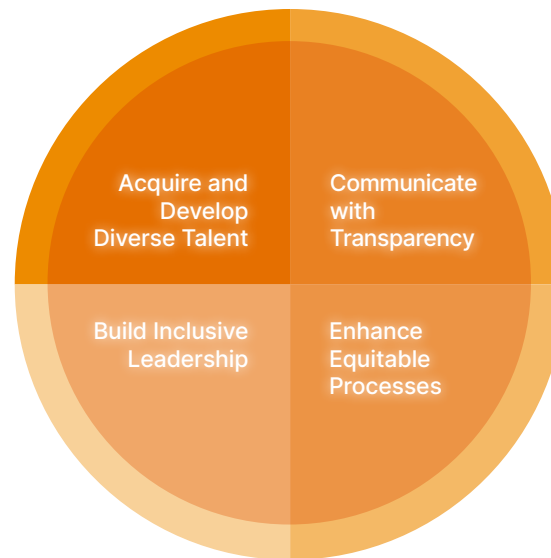 Acquire and
Develop
Diverse Talent
Communicate
with
Transparency
Build Inclusive
Leadership
Enhance
Equitable
Processes